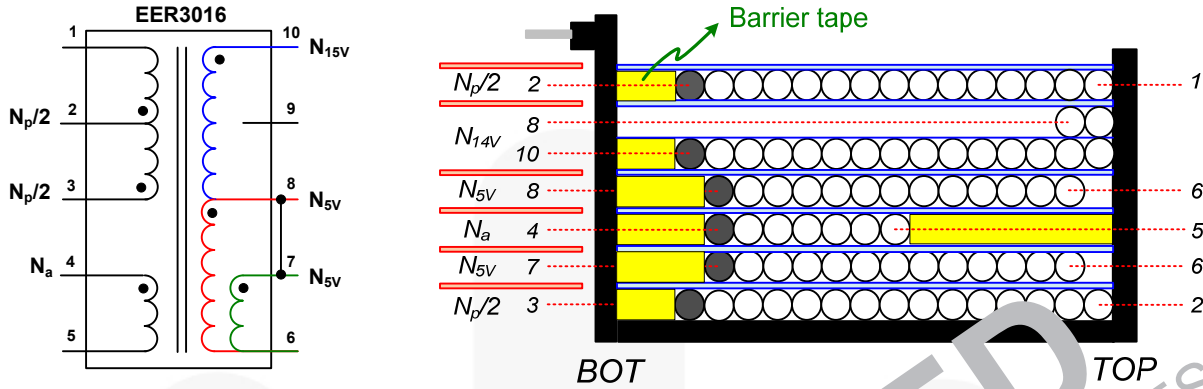 EER3016
1
10
N15V
2
9
Np/2
3
8
Np/2
N5V
4
7
Na
N5V
5
6
Barrier tape
Np/2 2 1
N14V 8
10
N5V 8 6
Na 4 5
N5V 7 6
Np/2 3 2
BOT TOP